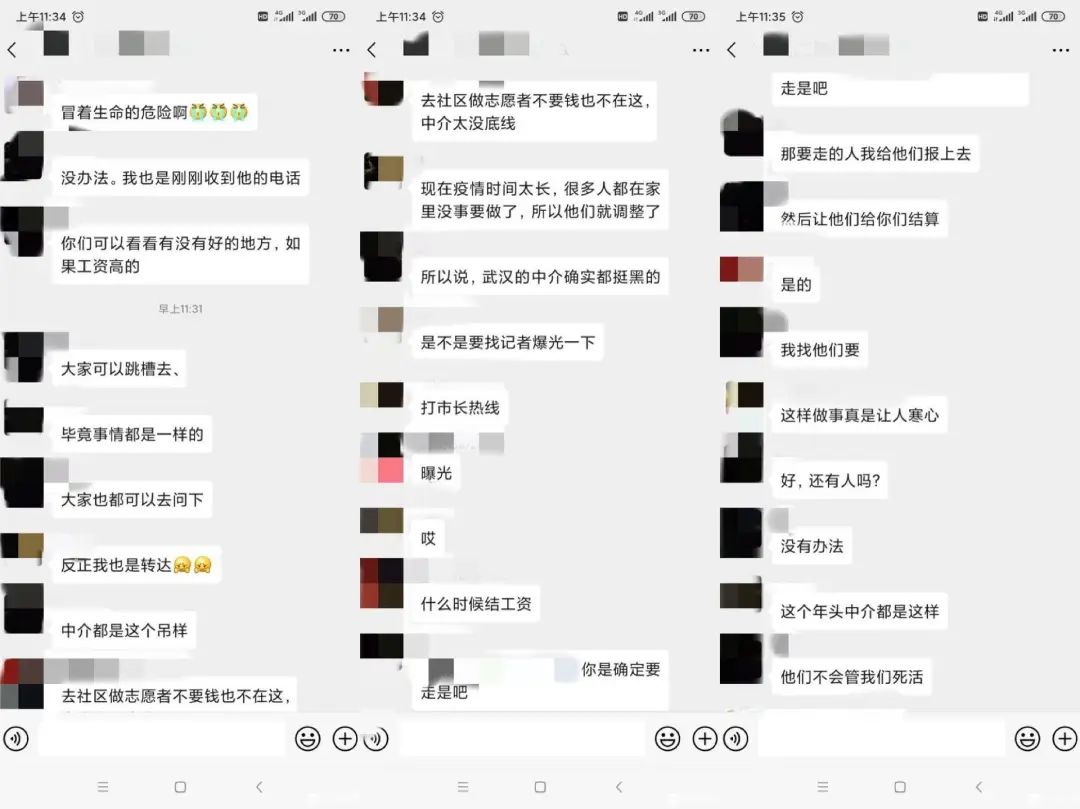 上午11:34
HD 4G 5G 70
冒着生命的危险啊
没办法。我也是刚刚收到他的电话
你们可以看看有没有好的地方，如
果工资高的
早上11:31
大家可以跳槽去、
毕竟事情都是一样的
大家也都可以去问下
反正我也是转达
中介都是这个吊样
去社区做志愿者不要钱也不在这，
上午11:34
HD 4G 5G 70
去社区做志愿者不要钱也不在这，
中介太没底线
现在疫情时间太长，很多人都在家
里没事要做了，所以他们就调整了
所以说，武汉的中介确实都挺黑的
是不是要找记者爆光一下
打市长热线
曝光
哎
什么时候结工资
你是确定要
走是吧
上午11:35
HD 4G 5G 70
走是吧
那要走的人我给他们报上去
然后让他们给你们结算
是的
我找他们要
这样做事真是让人寒心
好，还有人吗？
没有办法
这个年头中介都是这样
他们不会管我们死活